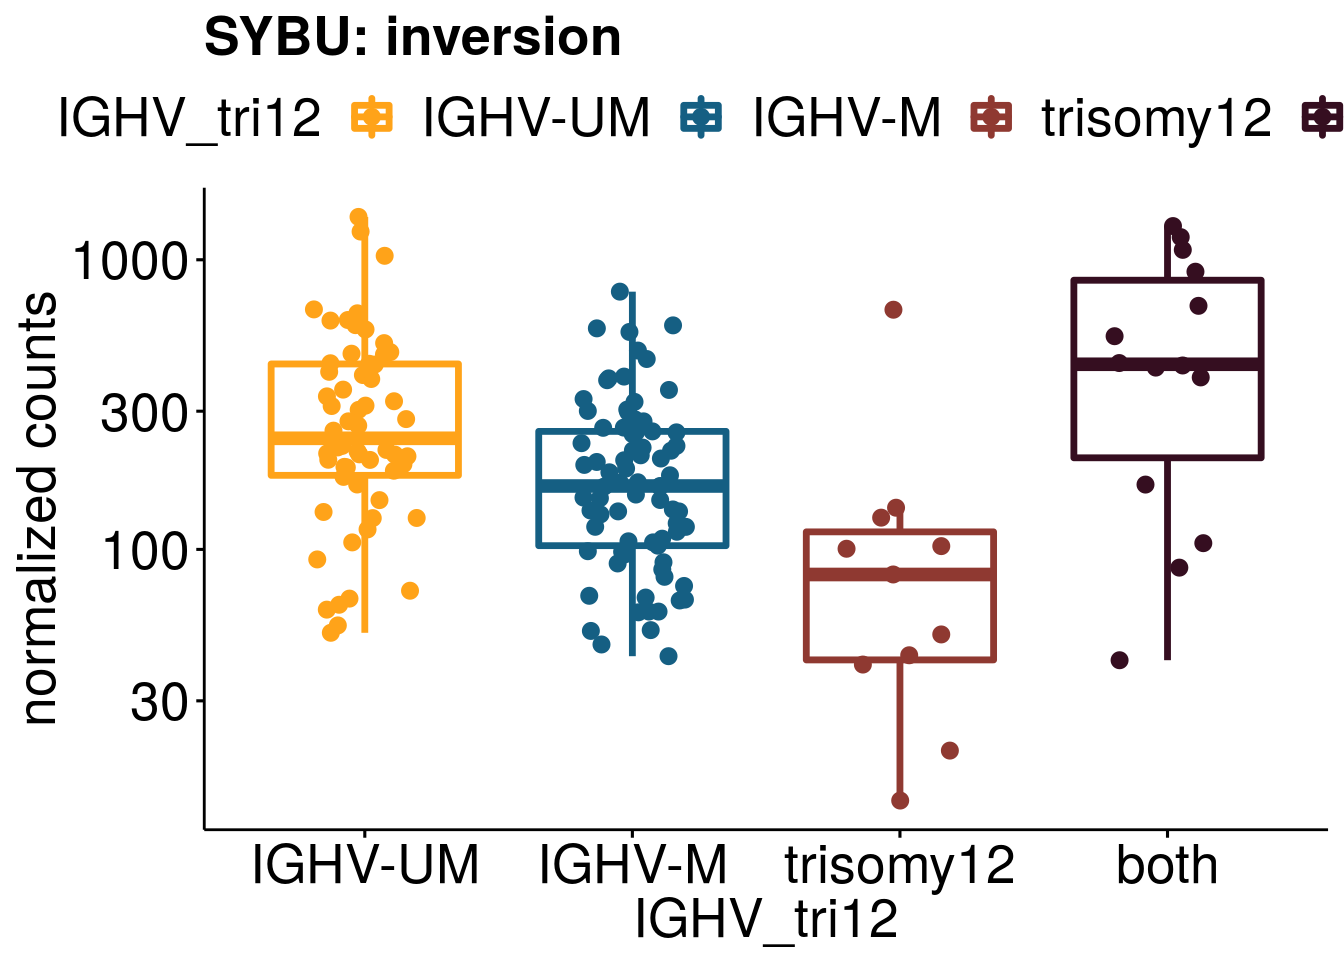 SYBU: inversion
IGHV_tri12 IGHV-UM IGHV-M trisomy12
normalized counts
1000
300
100
30
IGHV-UM IGHV-M trisomy12 both
IGHV_tri12